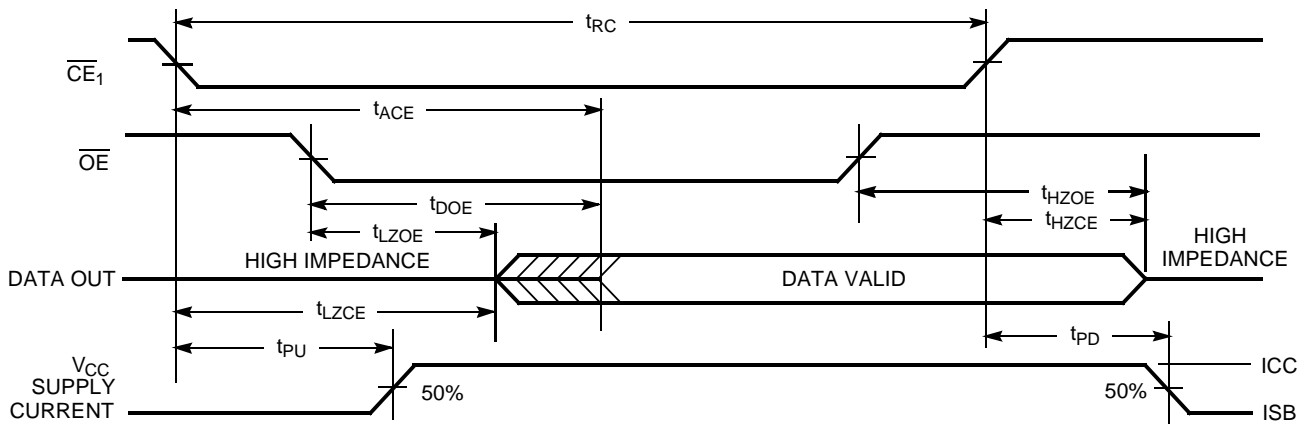 tRC
CE1
tACE
OE
tDOE
tHZOE
tLZOE
tHZCE
HIGH IMPEDANCE
HIGH
IMPEDANCE
DATA OUT
DATA VALID
tLZCE
tPU
tPD
VCC
SUPPLY
CURRENT
50%
50%
ICC
ISB